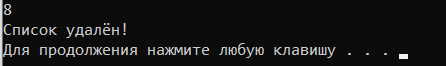 8
Список удалён!
Для продолжения нажмите любую клавишу . . .